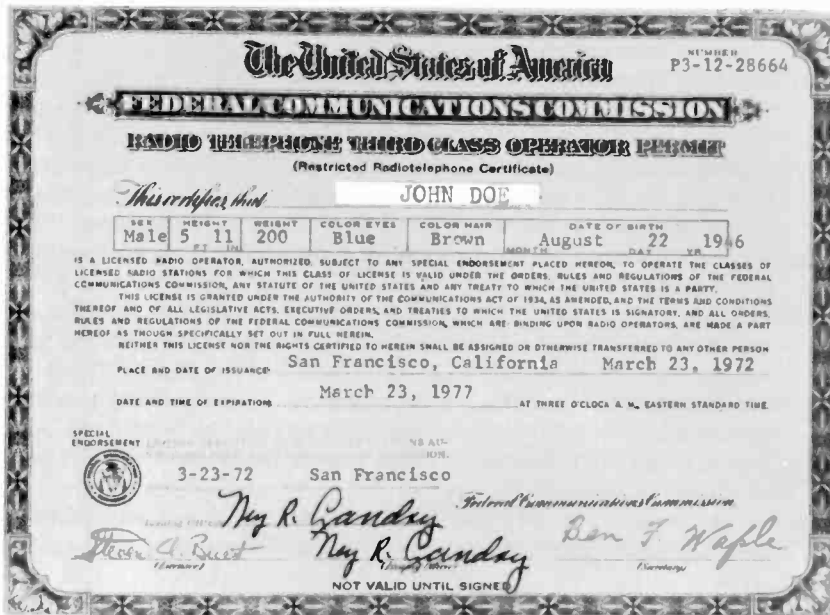 The United States of America
NUMBER
P3-12-28664
FEDERAL COMMUNICATIONS COMMISSION
RADIO TELEPHONE THIRD CLASS OPERATOR PERMIT
(Restricted Radiotelephone Certificate)
This certifies that JOHN DOE
SEX HEIGHT WEIGHT COLOR EYES COLOR HAIR DATE OF BIRTH
Male 5 11 200 Blue Brown August 22 1946
FT IN MONTH DAY YR
IS A LICENSED RADIO OPERATOR, AUTHORIZED, SUBJECT TO ANY SPECIAL ENDORSEMENT PLACED HEREON, TO OPERATE THE CLASSES OF
LICENSED RADIO STATIONS FOR WHICH THIS CLASS OF LICENSE IS VALID UNDER THE ORDERS, RULES AND REGULATIONS OF THE FEDERAL
COMMUNICATIONS COMMISSION, ANY STATUTE OF THE UNITED STATES AND ANY TREATY TO WHICH THE UNITED STATES IS A PARTY.
THIS LICENSE IS GRANTED UNDER THE AUTHORITY OF THE COMMUNICATIONS ACT OF 1934, AS AMENDED, AND THE TERMS AND CONDITIONS
THEREOF AND OF ALL LEGISLATIVE ACTS, EXECUTIVE ORDERS, AND TREATIES TO WHICH THE UNITED STATES IS SIGNATORY, AND ALL ORDERS,
RULES AND REGULATIONS OF THE FEDERAL COMMUNICATIONS COMMISSION, WHICH ARE BINDING UPON RADIO OPERATORS, ARE MADE A PART
HEREOF AS THOUGH SPECIFICALLY SET OUT IN FULL HEREIN.
NEITHER THIS LICENSE NOR THE RIGHTS CERTIFIED TO HEREIN SHALL BE ASSIGNED OR OTHERWISE TRANSFERRED TO ANY OTHER PERSON
PLACE AND DATE OF ISSUANCE: San Francisco, California March 23, 1972
DATE AND TIME OF EXPIRATION: March 23, 1977 AT THREE O'CLOCK A. M., EASTERN STANDARD TIME.
SPECIAL
ENDORSEMENT
3-23-72 San Francisco
Federal Communications Commission
Ney R. Landry
Ben F. Waple
Ney R. Landry
(Licensee) (Secretary)
NOT VALID UNTIL SIGNED